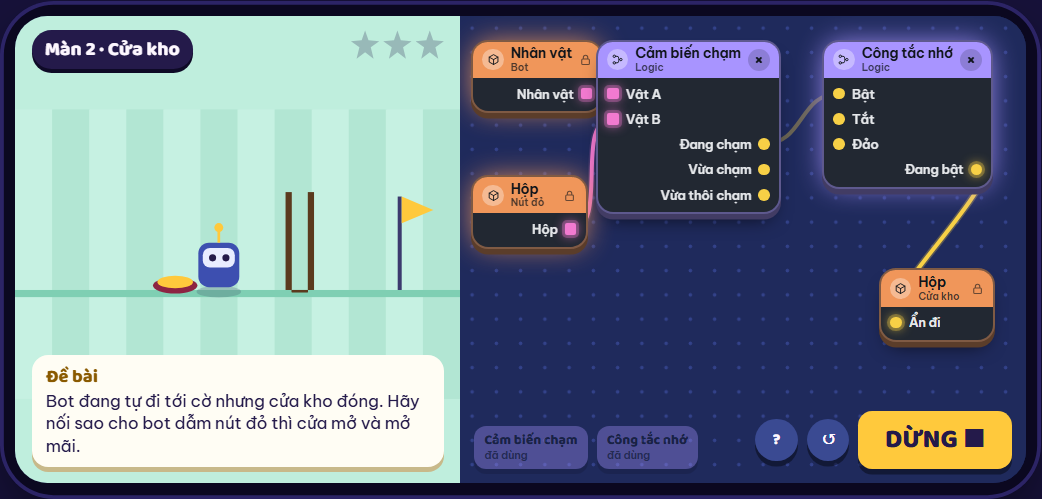 Màn 2 · Cửa kho
Đề bài
Bot đang tự đi tới cờ nhưng cửa kho đóng. Hãy
nối sao cho bot dẫm nút đỏ thì cửa mở và mở
mãi.
Nhân vật
Bot
Nhân vật
Hộp
Nút đỏ
Hộp
Cảm biến chạm
Logic
Vật A
Vật B
Đang chạm
Vừa chạm
Vừa thôi chạm
Công tắc nhớ
Logic
Bật
Tắt
Đảo
Đang bật
Hộp
Cửa kho
Ẩn đi
Cảm biến chạm
đã dùng
Công tắc nhớ
đã dùng
?
DỪNG